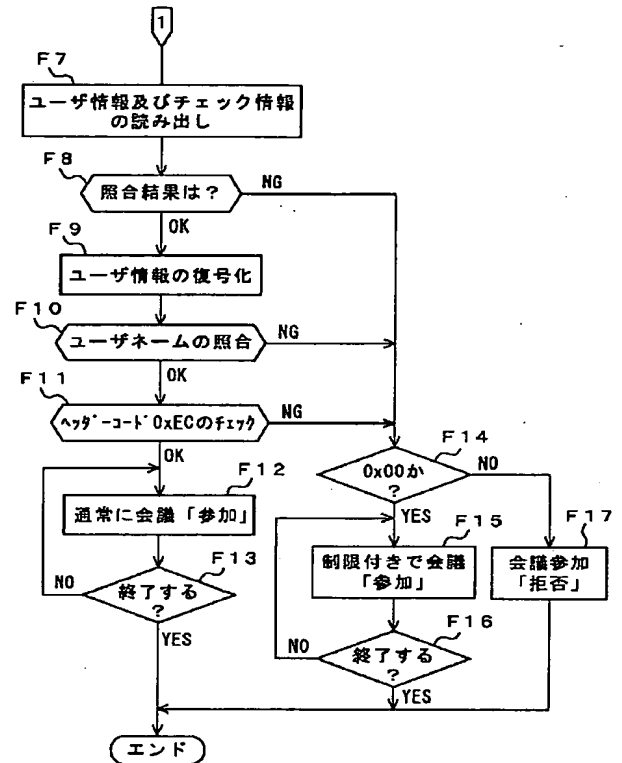 1
F7
ユーザ情報及びチェック情報
の読み出し
F8
照合結果は?
NG
OK
F9
ユーザ情報の復号化
F10
ユーザネームの照合
NG
OK
F11
ヘッダーコード0xECのチェック
NG
OK
F12
通常に会議「参加」
F13
終了する
?
NO
YES
F14
0x00か
?
NO
YES
F15
制限付きで会議
「参加」
F16
終了する
?
NO
YES
F17
会議参加
「拒否」
エンド